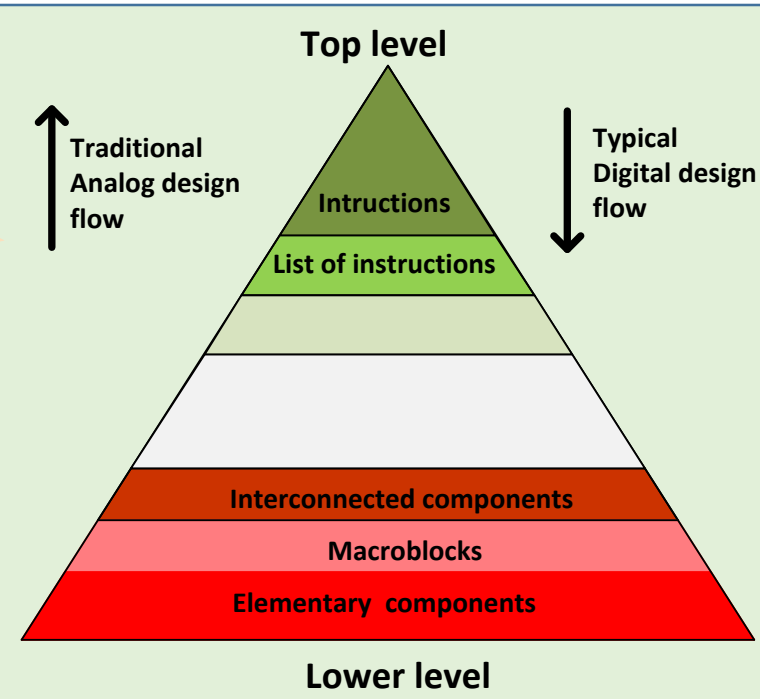 Top level
Traditional
Analog design
flow
Typical
Digital design
flow
Intructions
List of instructions
Interconnected components
Macroblocks
Elementary components
Lower level